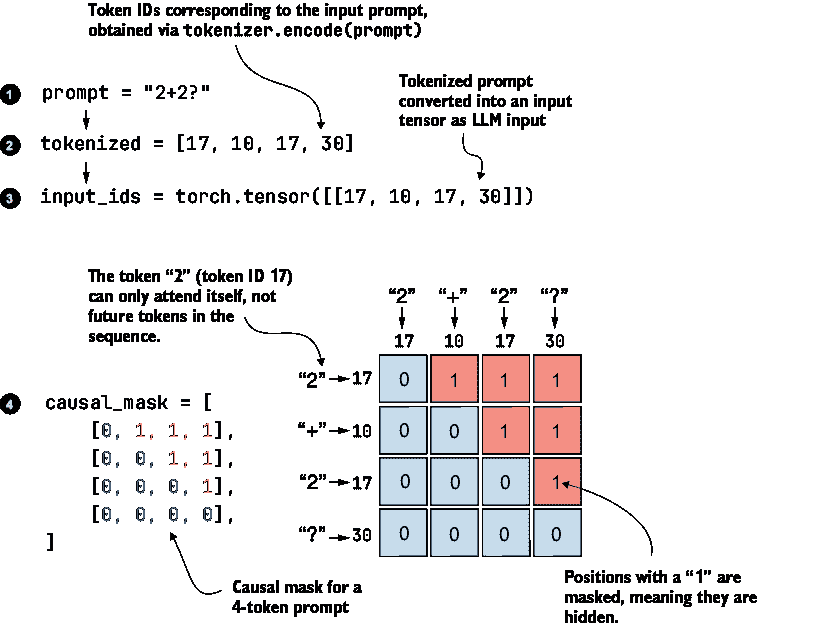 Token IDs corresponding to the input prompt,
obtained via tokenizer.encode(prompt)
1 prompt = "2+2?"
Tokenized prompt
converted into an input
tensor as LLM input
2 tokenized = [17, 10, 17, 30]
3 input_ids = torch.tensor([[17, 10, 17, 30]])
The token “2” (token ID 17)
can only attend itself, not
future tokens in the
sequence.
“2” “+” “2” “?”
17 10 17 30
“2” 17 0 1 1 1
“+” 10 0 0 1 1
“2” 17 0 0 0 1
“?” 30 0 0 0 0
4 causal_mask = [
[0, 1, 1, 1],
[0, 0, 1, 1],
[0, 0, 0, 1],
[0, 0, 0, 0],
]
Causal mask for a
4-token prompt
Positions with a “1” are
masked, meaning they are
hidden.